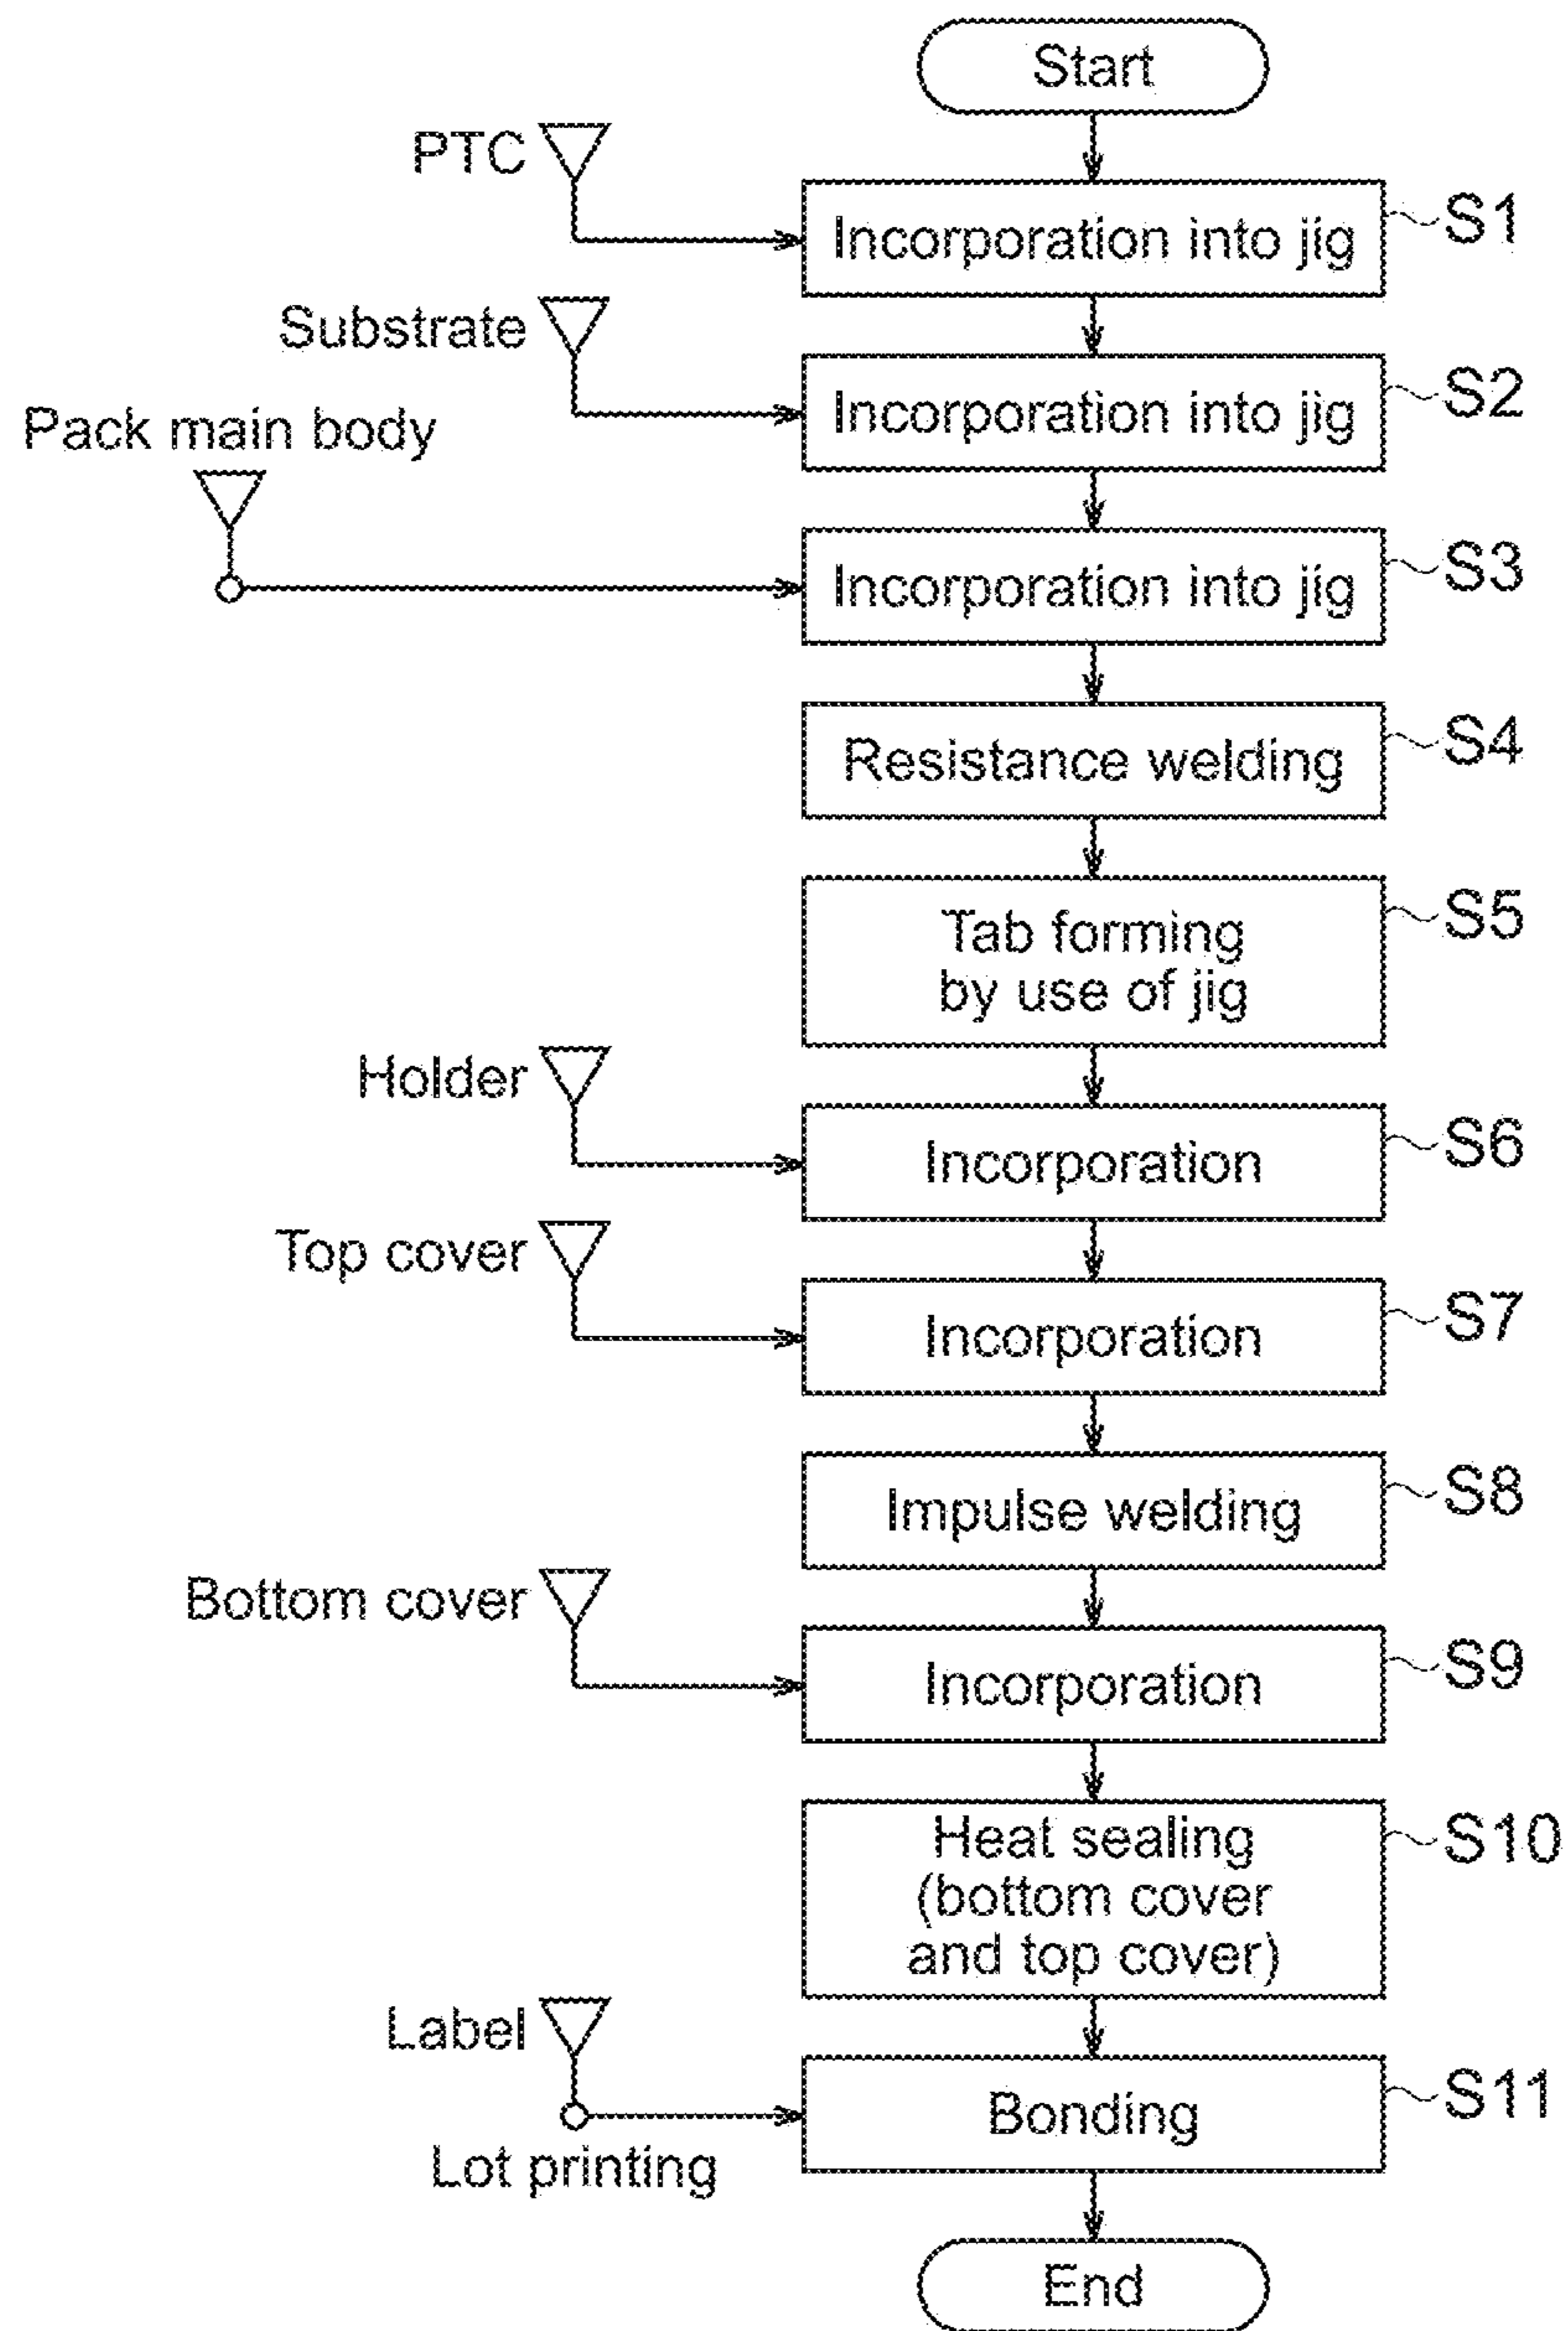 Start
PTC
Incorporation into jig
S1
Substrate
Incorporation into jig
S2
Pack main body
Incorporation into jig
S3
Resistance welding
S4
Tab forming
by use of jig
S5
Holder
Incorporation
S6
Top cover
Incorporation
S7
Impulse welding
S8
Bottom cover
Incorporation
S9
Heat sealing
(bottom cover
and top cover)
S10
Label
Bonding
S11
Lot printing
End